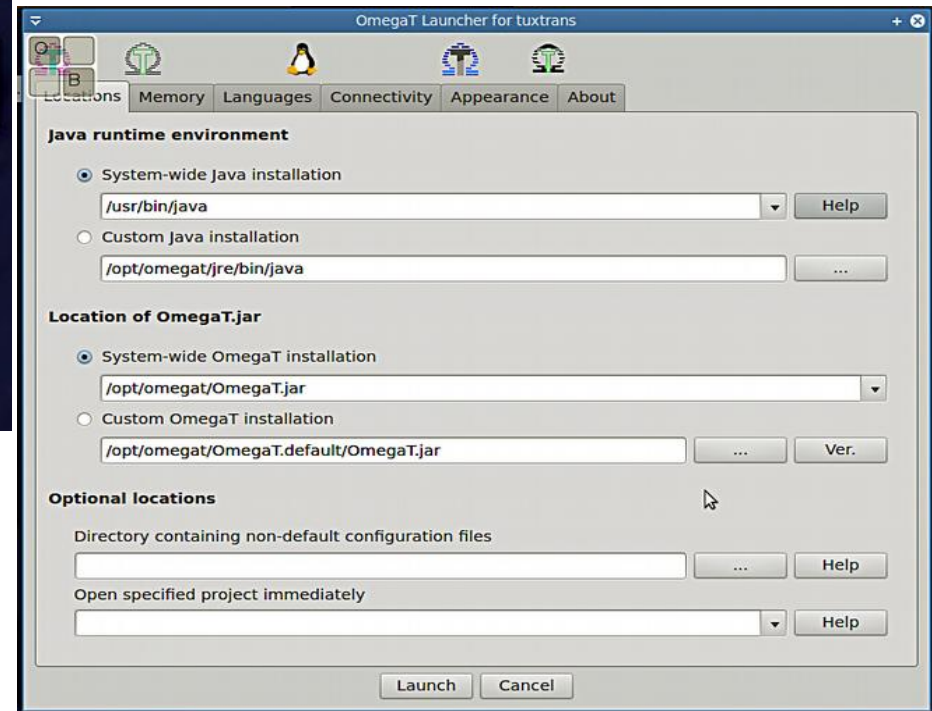 OmegaT Launcher for tuxtrans
O
B
Locations Memory Languages Connectivity Appearance About
Java runtime environment
System-wide Java installation
/usr/bin/java Help
Custom Java installation
/opt/omegat/jre/bin/java ...
Location of OmegaT.jar
System-wide OmegaT installation
/opt/omegat/OmegaT.jar
Custom OmegaT installation
/opt/omegat/OmegaT.default/OmegaT.jar ... Ver.
Optional locations
Directory containing non-default configuration files
... Help
Open specified project immediately
Help
Launch Cancel